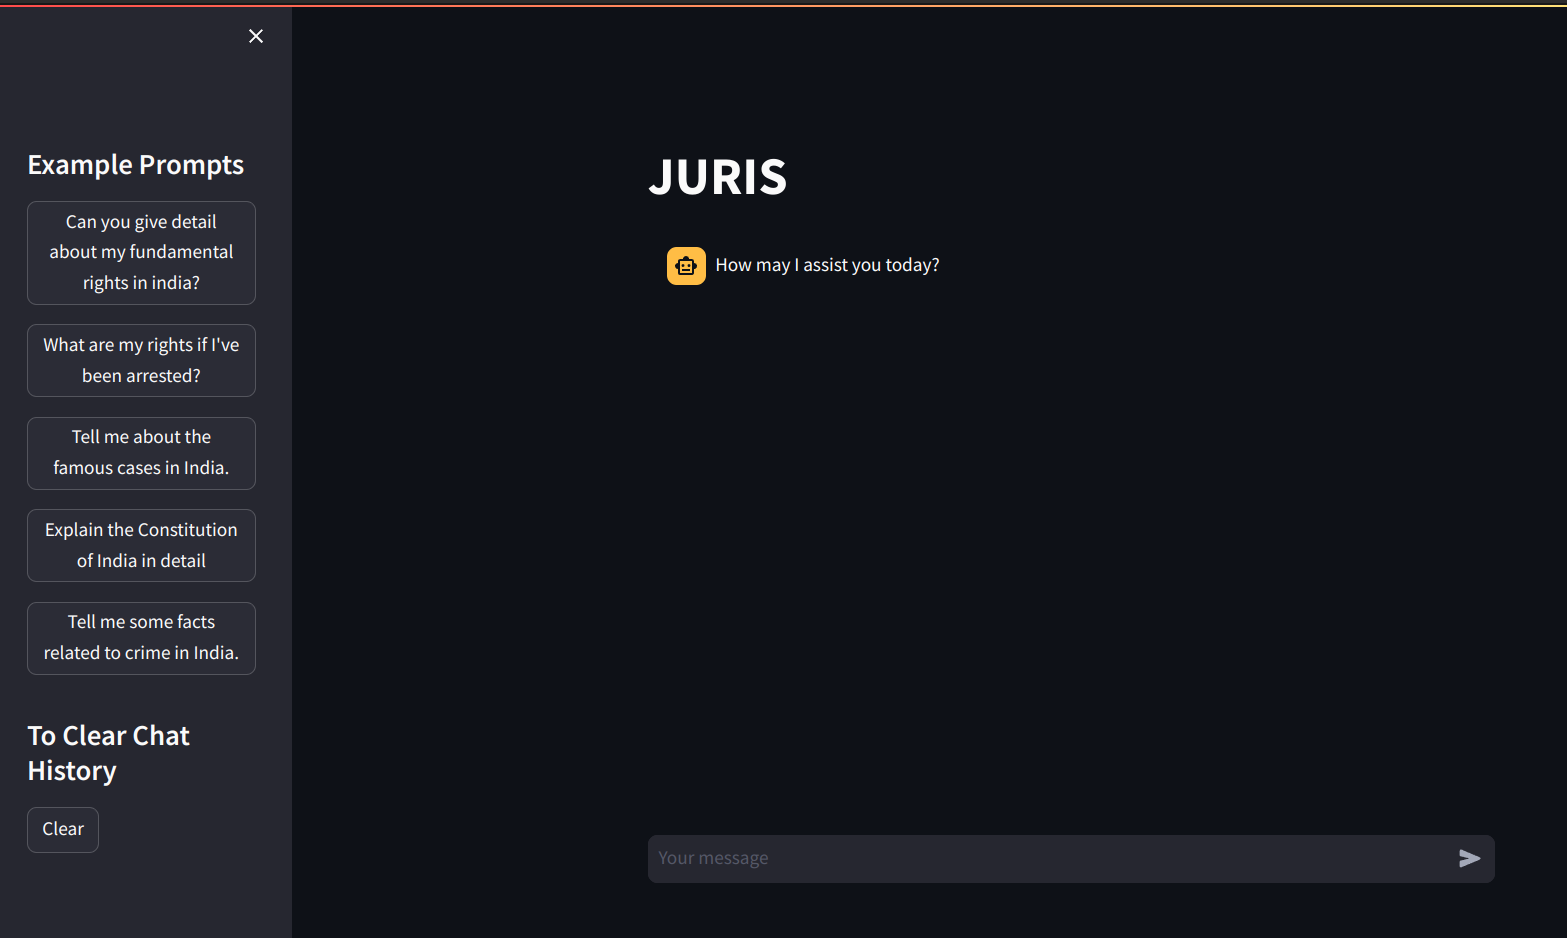 Example Prompts
Can you give detail
about my fundamental
rights in india?
What are my rights if I've
been arrested?
Tell me about the
famous cases in India.
Explain the Constitution
of India in detail
Tell me some facts
related to crime in India.
To Clear Chat
History
Clear
JURIS
How may I assist you today?
Your message